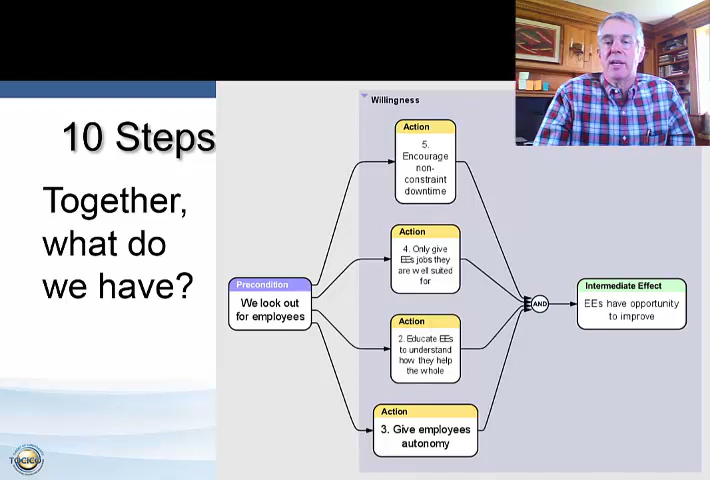 10 Steps
Together,
what do
we have?
Willingness
Action
5.
Encourage
non-
constraint
downtime
Action
4. Only give
EEs jobs they
are well suited
for
Precondition
We look out
for employees
AND
Intermediate Effect
EEs have opportunity
to improve
Action
2. Educate EEs
to understand
how they help
the whole
Action
3. Give employees
autonomy
TOCICO